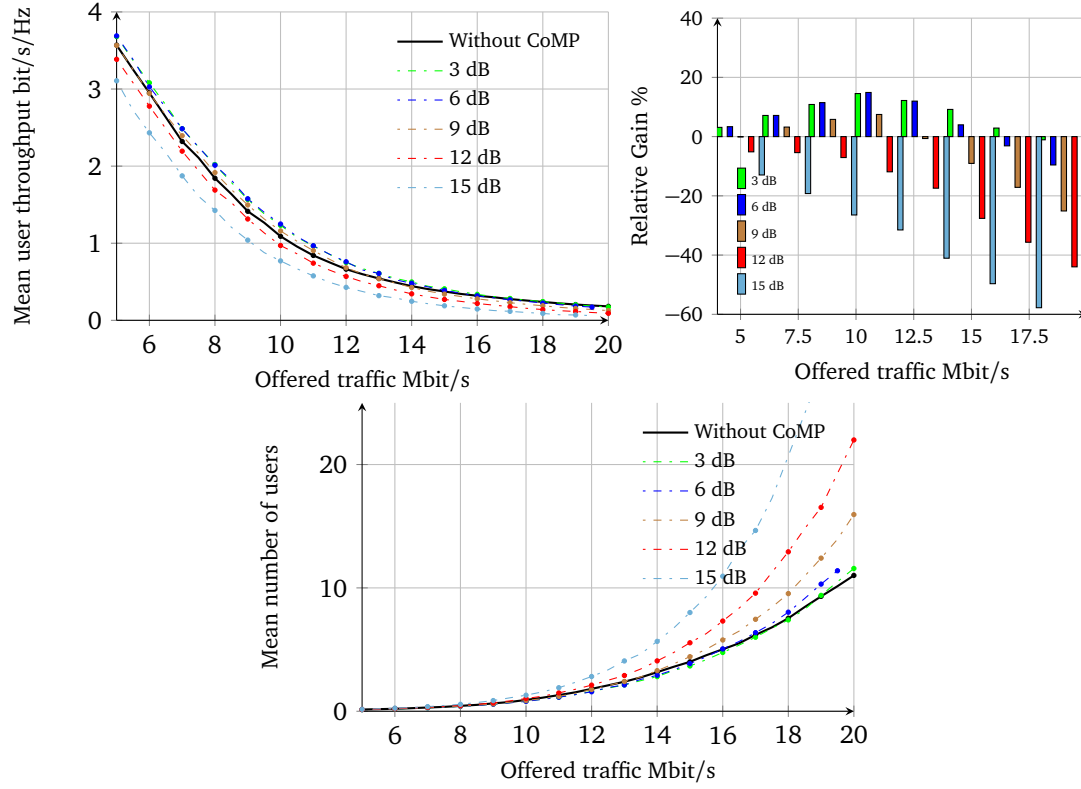 Mean user throughput bit/s/Hz
4
3
2
1
0
6 8 10 12 14 16 18 20
Offered traffic Mbit/s
Without CoMP
3 dB
6 dB
9 dB
12 dB
15 dB
Relative Gain %
40
20
0
−20
−40
−60
5 7.5 10 12.5 15 17.5
Offered traffic Mbit/s
3 dB
6 dB
9 dB
12 dB
15 dB
Mean number of users
20
10
0
6 8 10 12 14 16 18 20
Offered traffic Mbit/s
Without CoMP
3 dB
6 dB
9 dB
12 dB
15 dB